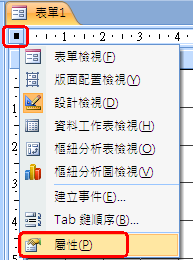 表單1
1 2 3 4
表單檢視(F)
版面配置檢視(V)
設計檢視(D)
資料工作表檢視(H)
樞紐分析表檢視(O)
樞紐分析圖檢視(V)
建立事件(E)...
Tab 鍵順序(B)...
屬性(P)